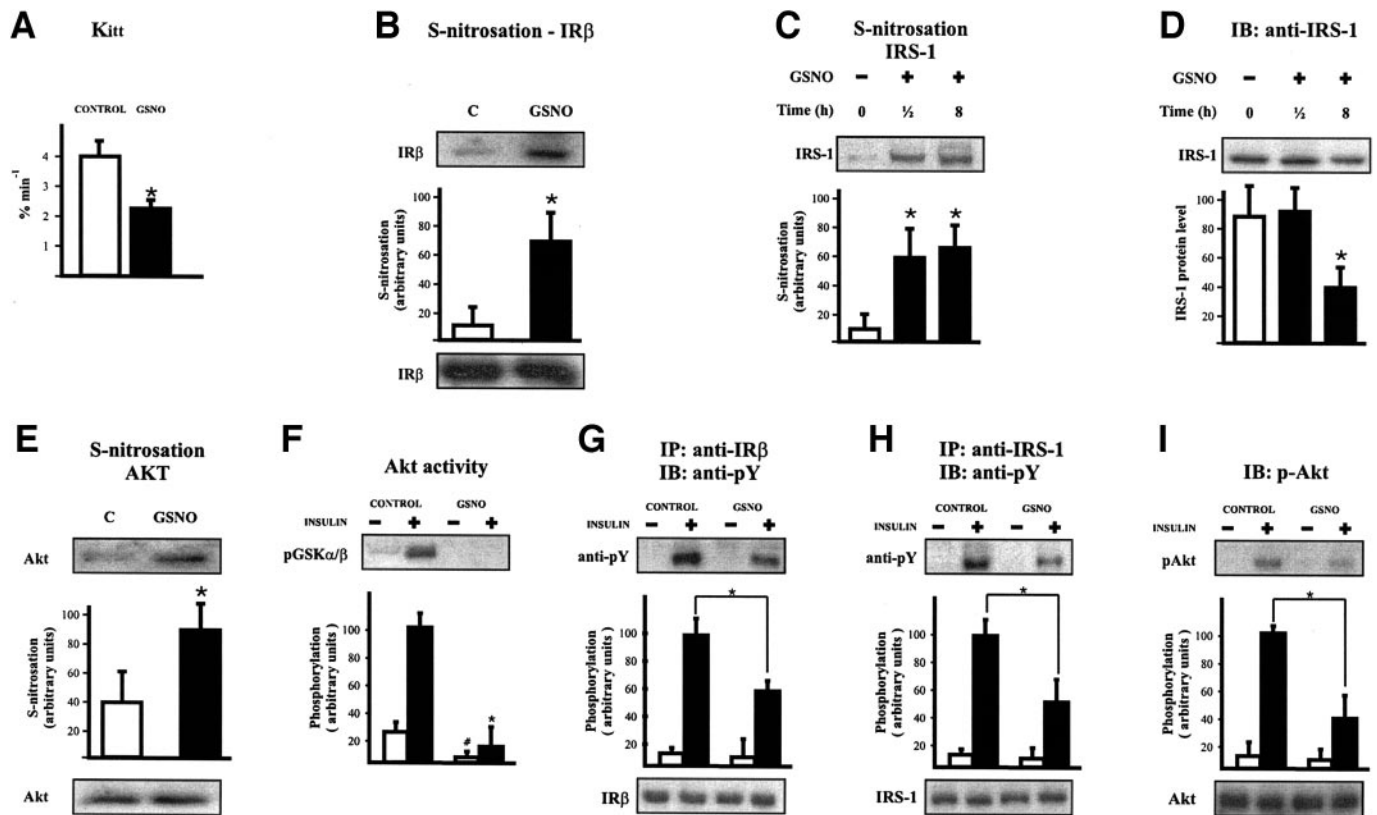 A
Kitt
CONTROL GSNO
% min⁻¹
4
3
2
1
*
B
S-nitrosation - IRβ
C GSNO
IRβ
S-nitrosation
(arbitrary units)
100
80
60
40
20
*
IRβ
C
S-nitrosation
IRS-1
GSNO - + +
Time (h) 0 ½ 8
IRS-1
S-nitrosation
(arbitrary units)
100
80
60
40
20
* *
D
IB: anti-IRS-1
GSNO - + +
Time (h) 0 ½ 8
IRS-1
IRS-1 protein level
100
80
60
40
20
*
E
S-nitrosation
AKT
C GSNO
Akt
S-nitrosation
(arbitrary units)
100
80
60
40
20
*
Akt
F
Akt activity
CONTROL GSNO
INSULIN - + - +
pGSKα/β
Phosphorylation
( arbitrary units )
100
80
60
40
20
# *
G
IP: anti-IRβ
IB: anti-pY
CONTROL GSNO
INSULIN - + - +
anti-pY
Phosphorylation
( arbitrary units )
100
80
60
40
20
*
IRβ
H
IP: anti-IRS-1
IB: anti-pY
CONTROL GSNO
INSULIN - + - +
anti-pY
Phosphorylation
( arbitrary units )
100
80
60
40
20
*
IRS-1
I
IB: p-Akt
CONTROL GSNO
INSULIN - + - +
pAkt
Phosphorylation
( arbitrary units )
100
80
60
40
20
*
Akt